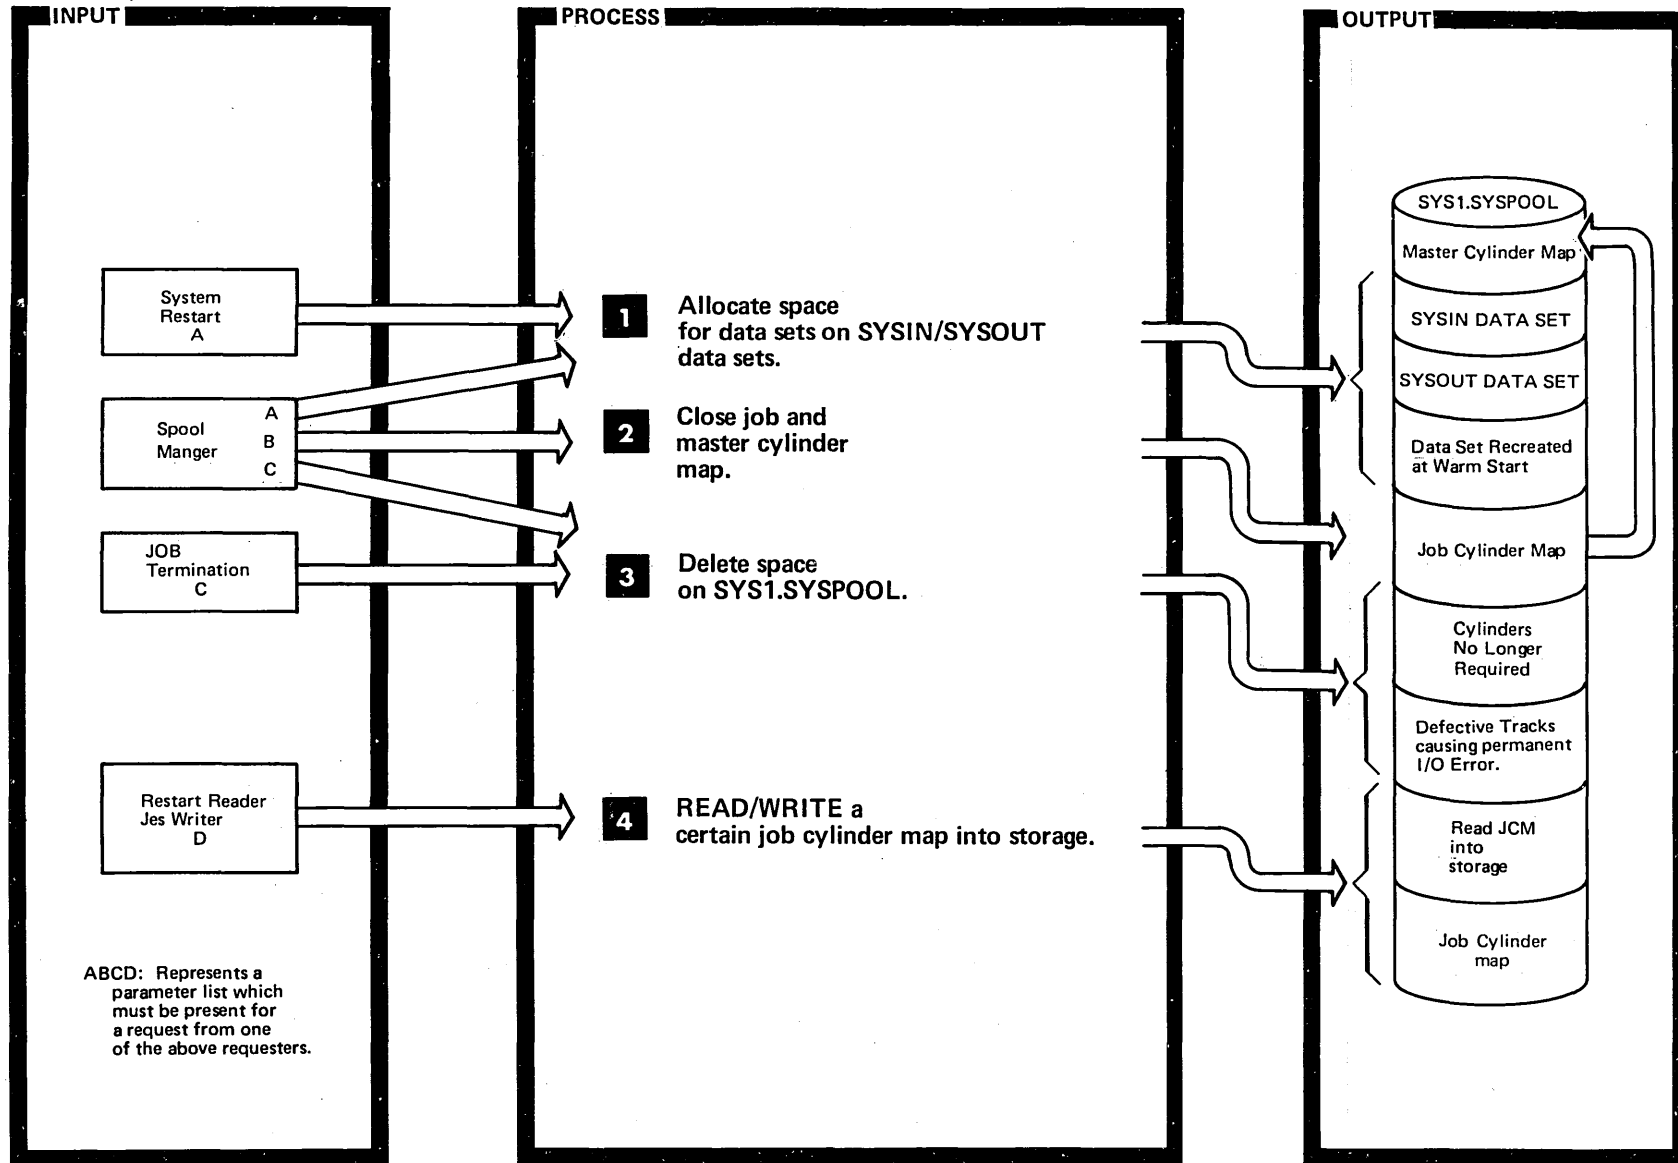 INPUT
System
Restart
A
Spool
Manger
A
B
C
JOB
Termination
C
Restart Reader
Jes Writer
D
ABCD: Represents a
parameter list which
must be present for
a request from one
of the above requesters.
PROCESS
1 Allocate space
for data sets on SYSIN/SYSOUT
data sets.
2 Close job and
master cylinder
map.
3 Delete space
on SYS1.SYSPOOL.
4 READ/WRITE a
certain job cylinder map into storage.
OUTPUT
SYS1.SYSPOOL
Master Cylinder Map
SYSIN DATA SET
SYSOUT DATA SET
Data Set Recreated
at Warm Start
Job Cylinder Map
Cylinders
No Longer
Required
Defective Tracks
causing permanent
I/O Error.
Read JCM
into
storage
Job Cylinder
map